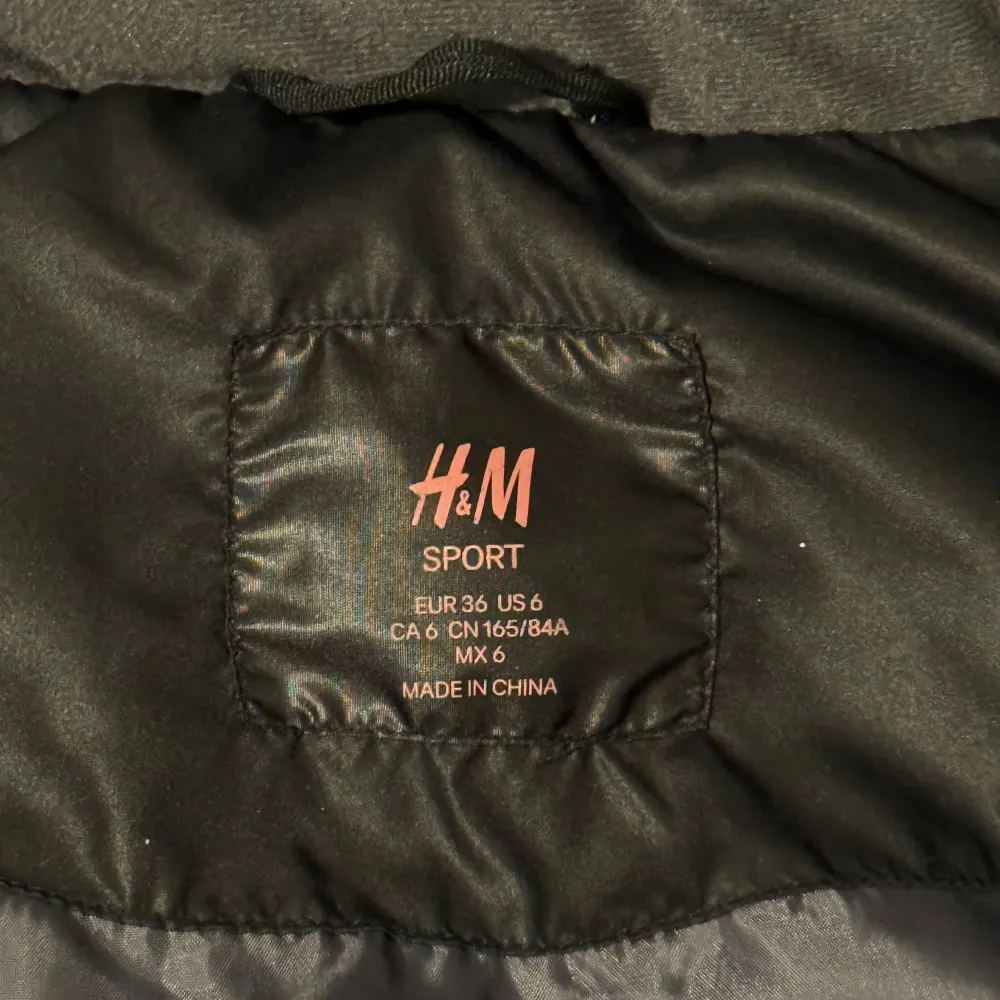 H&M
SPORT
EUR 36 US 6
CA 6 CN 165/84A
MX 6
MADE IN CHINA